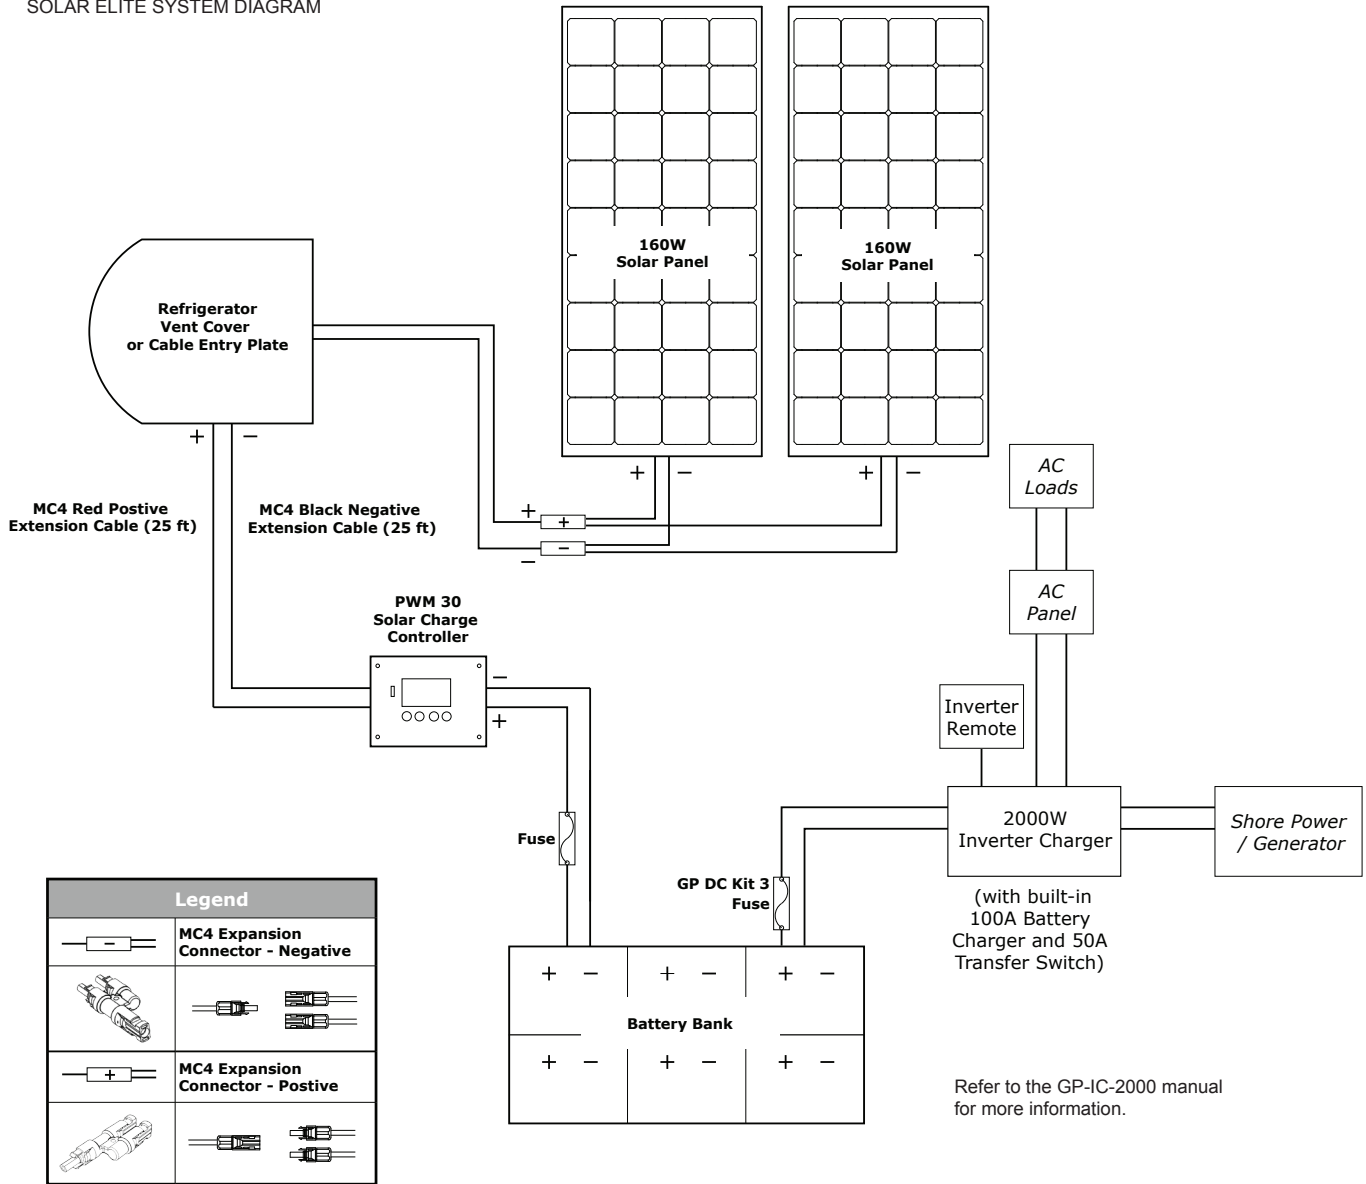 SOLAR ELITE SYSTEM DIAGRAM
160W
Solar Panel
160W
Solar Panel
Refrigerator
Vent Cover
or Cable Entry Plate
+ −
+ −
+ −
MC4 Red Postive
Extension Cable (25 ft)
MC4 Black Negative
Extension Cable (25 ft)
+
+
−
−
AC
Loads
AC
Panel
PWM 30
Solar Charge
Controller
−
+
Inverter
Remote
2000W
Inverter Charger
Shore Power
/ Generator
(with built-in
100A Battery
Charger and 50A
Transfer Switch)
Fuse
GP DC Kit 3
Fuse
+ − + − + −
Battery Bank
+ − + − + −
Legend
−
MC4 Expansion
Connector - Negative
+
MC4 Expansion
Connector - Postive
Refer to the GP-IC-2000 manual
for more information.